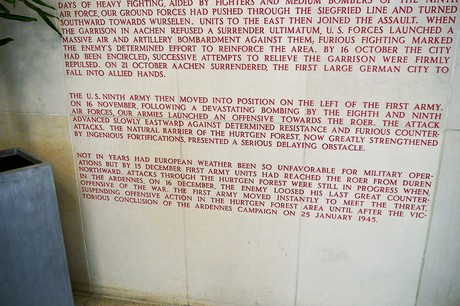 DAYS OF HEAVY FIGHTING, AIDED BY FIGHTERS AND MEDIUM BOMBERS OF THE NINTH
AIR FORCE, OUR GROUND FORCES HAD PUSHED THROUGH THE SIEGFRIED LINE AND TURNED
SOUTHWARD TOWARDS WURSELEN. UNITS TO THE EAST THEN JOINED THE ASSAULT. WHEN
THE GARRISON IN AACHEN REFUSED A SURRENDER ULTIMATUM, U.S. FORCES LAUNCHED A
MASSIVE AIR AND ARTILLERY BOMBARDMENT AGAINST THEM, FURIOUS FIGHTING MARKED
THE ENEMY'S DETERMINED EFFORT TO REINFORCE THE AREA. BY 16 OCTOBER THE CITY
HAD BEEN ENCIRCLED, SUCCESSIVE ATTEMPTS TO RELIEVE THE GARRISON WERE FIRMLY
REPULSED. ON 21 OCTOBER AACHEN SURRENDERED, THE FIRST LARGE GERMAN CITY TO
FALL INTO ALLIED HANDS.
THE U.S. NINTH ARMY THEN MOVED INTO POSITION ON THE LEFT OF THE FIRST ARMY.
ON 16 NOVEMBER, FOLLOWING A DEVASTATING BOMBING BY THE EIGHTH AND NINTH
AIR FORCES, OUR ARMIES LAUNCHED AN OFFENSIVE TOWARDS THE ROER. THE ATTACK
ADVANCED SLOWLY EASTWARD AGAINST DETERMINED RESISTANCE AND FURIOUS COUNTER-
ATTACKS. THE NATURAL BARRIER OF THE HURTGEN FOREST, NOW GREATLY STRENGTHENED
BY INGENIOUS FORTIFICATIONS, PRESENTED A SERIOUS DELAYING OBSTACLE.
NOT IN YEARS HAD EUROPEAN WEATHER BEEN SO UNFAVORABLE FOR MILITARY OPER-
ATIONS BUT BY 15 DECEMBER FIRST ARMY UNITS HAD REACHED THE ROER FROM DUREN
NORTHWARD. ATTACKS THROUGH THE HURTGEN FOREST WERE STILL IN PROGRESS WHEN,
IN THE ARDENNES, ON 16 DECEMBER, THE ENEMY LOOSED HIS LAST GREAT COUNTER-
OFFENSIVE OF THE WAR. THE FIRST ARMY MOVED INSTANTLY TO MEET THE THREAT,
SUSPENDING OFFENSIVE ACTION IN THE HURTGEN FOREST AREA UNTIL AFTER THE VIC-
TORIOUS CONCLUSION OF THE ARDENNES CAMPAIGN ON 25 JANUARY 1945.